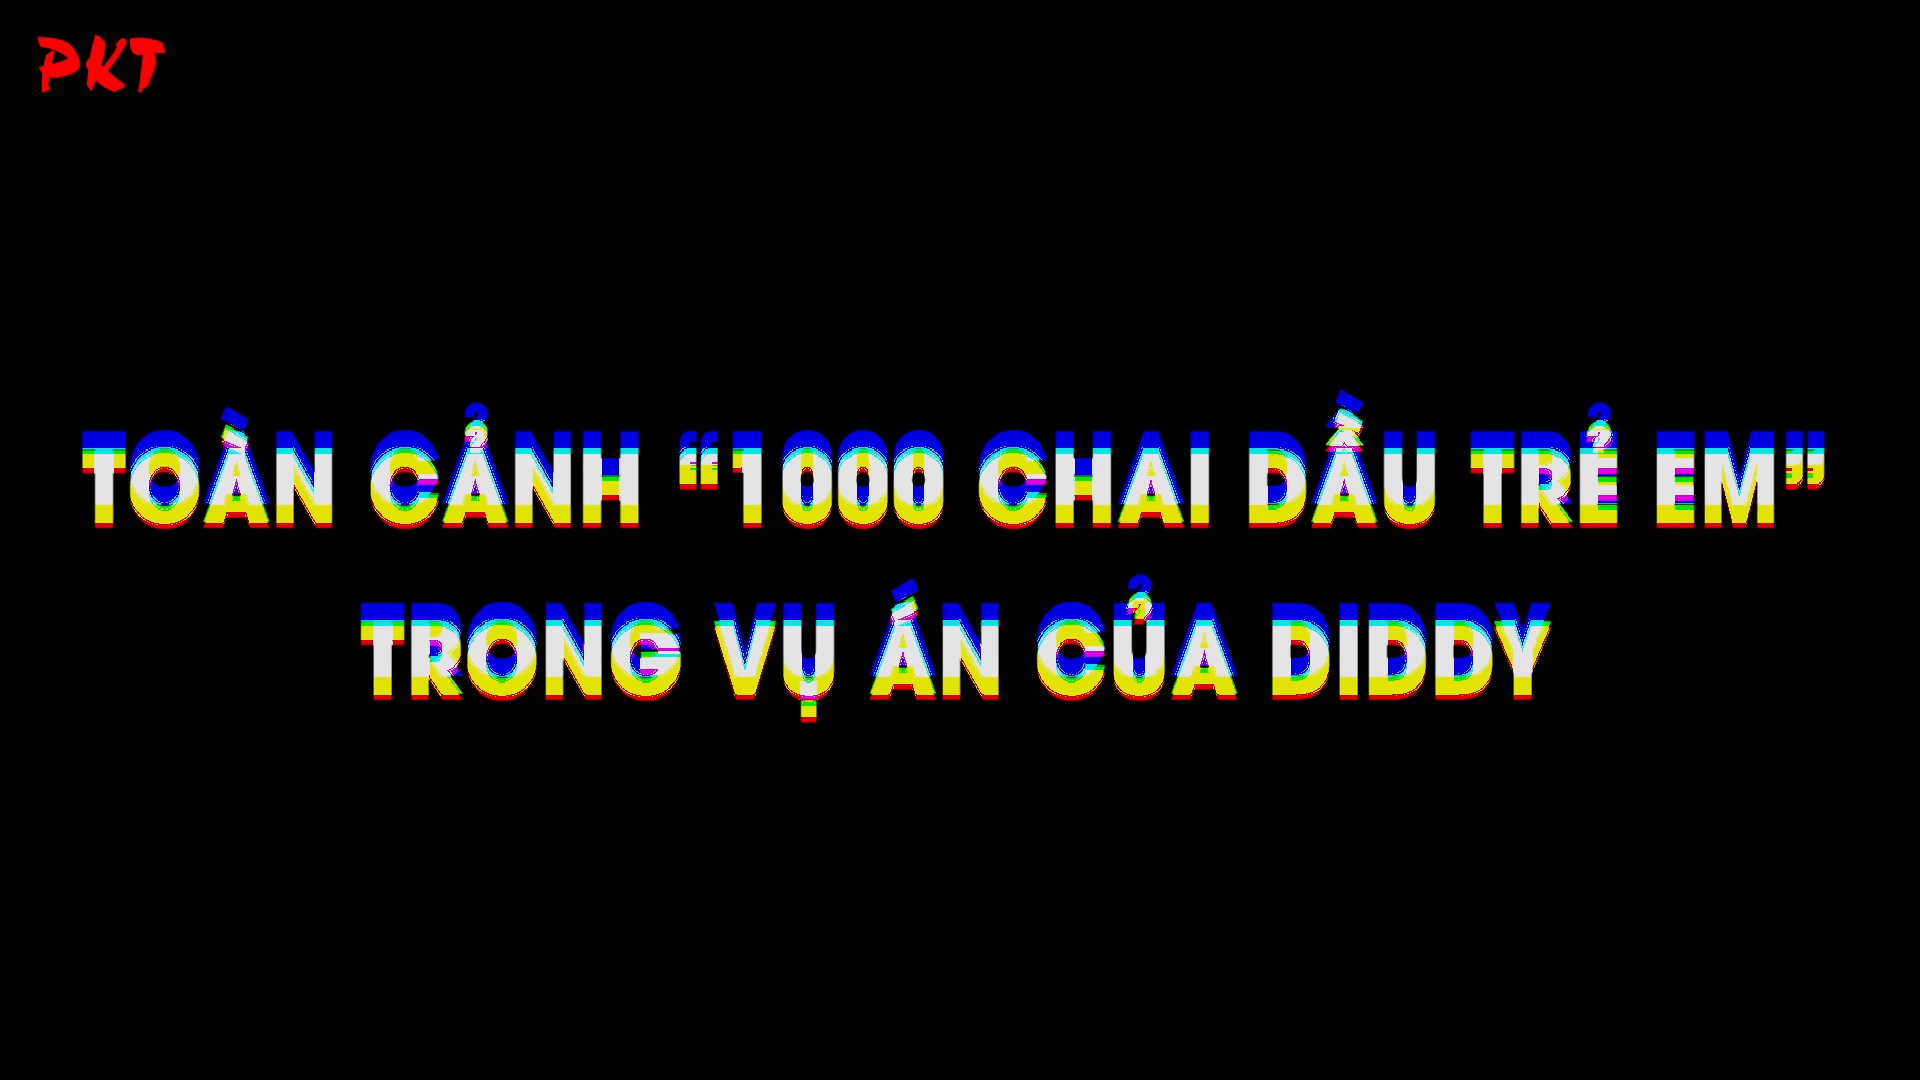 PKT
TOÀN CẢNH “1000 CHAI DẦU TRẺ EM”
TRONG VỤ ÁN CỦA DIDDY